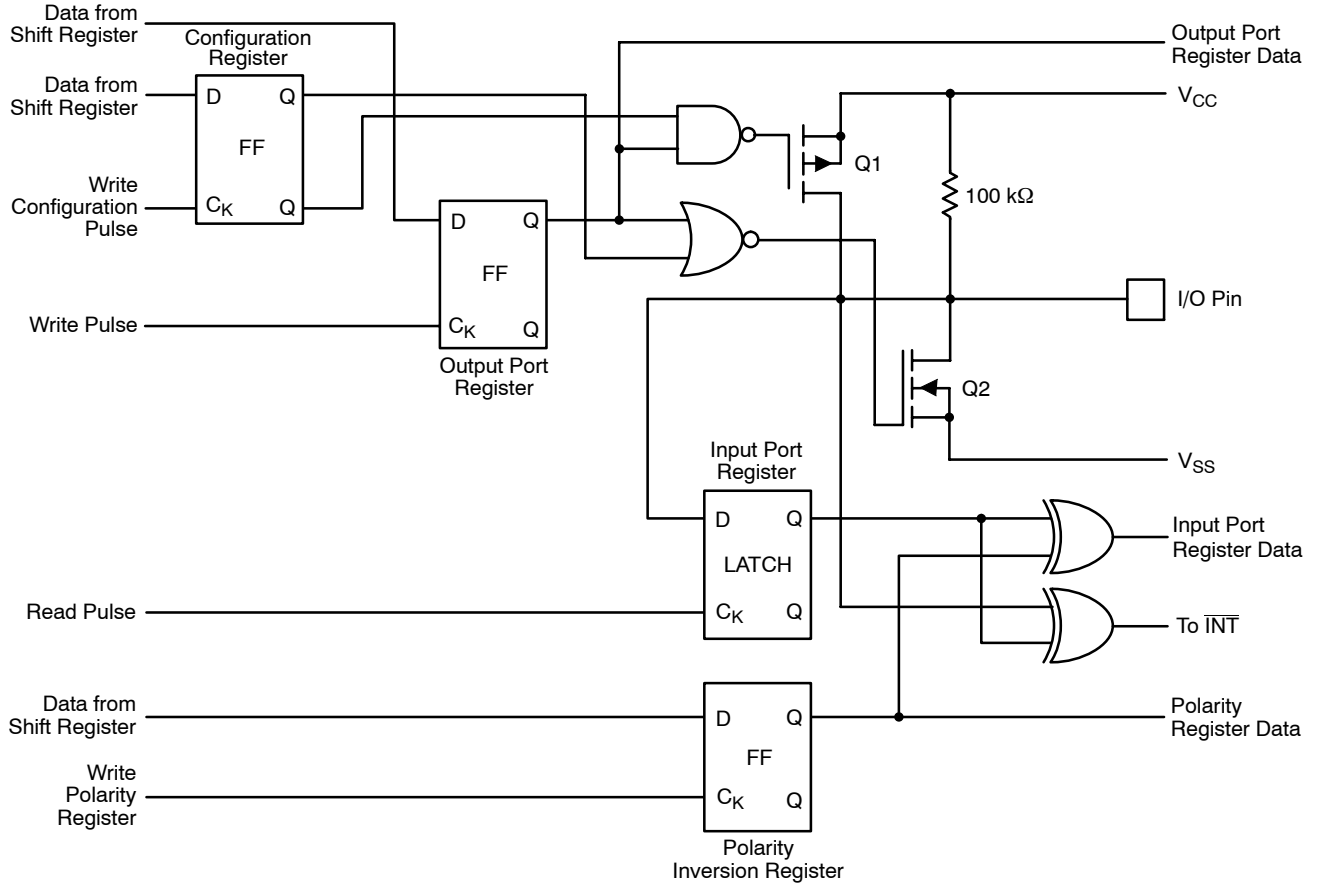 Data from
Shift Register
Configuration
Register
Data from
Shift Register
D
Q
FF
Write
Configuration
Pulse
CK
Q
D
Q
FF
Write Pulse
CK
Q
Output Port
Register
Output Port
Register Data
VCC
Q1
100 kΩ
I/O Pin
Q2
VSS
Input Port
Register
D
Q
LATCH
Read Pulse
CK
Q
Input Port
Register Data
To INT
Data from
Shift Register
D
Q
FF
Write
Polarity
Register
CK
Q
Polarity
Inversion Register
Polarity
Register Data